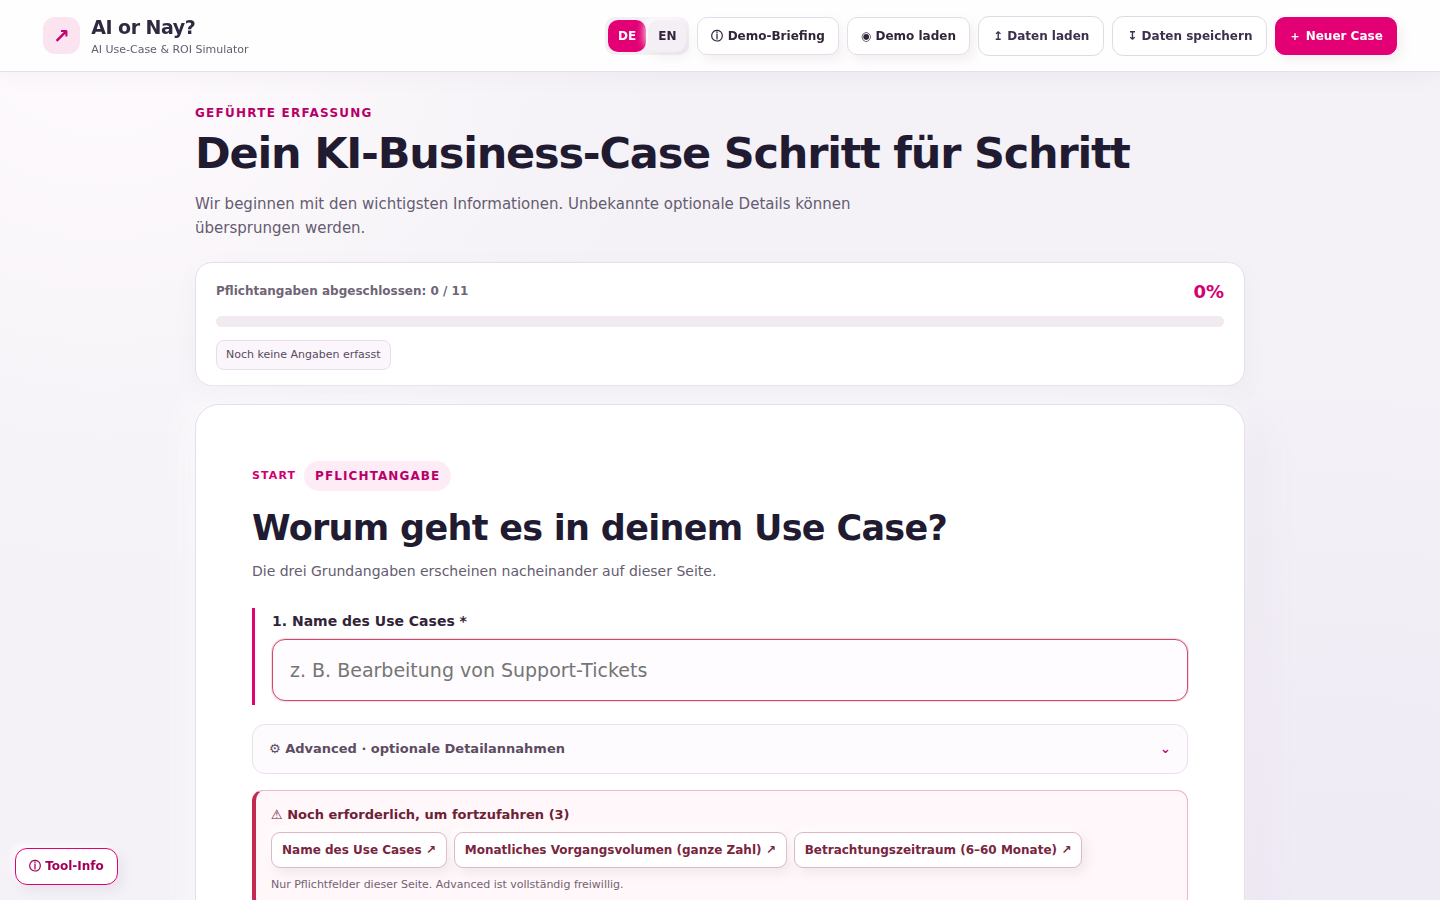 ↗ AI or Nay?
AI Use-Case & ROI Simulator
DE EN ⓘ Demo-Briefing ◉ Demo laden ↥ Daten laden ↧ Daten speichern + Neuer Case
GEFÜHRTE ERFASSUNG
Dein KI-Business-Case Schritt für Schritt
Wir beginnen mit den wichtigsten Informationen. Unbekannte optionale Details können
übersprungen werden.
Pflichtangaben abgeschlossen: 0 / 11 0%
Noch keine Angaben erfasst
START PFLICHTANGABE
Worum geht es in deinem Use Case?
Die drei Grundangaben erscheinen nacheinander auf dieser Seite.
1. Name des Use Cases *
z. B. Bearbeitung von Support-Tickets
⚙ Advanced · optionale Detailannahmen ⌄
⚠ Noch erforderlich, um fortzufahren (3)
Name des Use Cases ↗ Monatliches Vorgangsvolumen (ganze Zahl) ↗ Betrachtungszeitraum (6–60 Monate) ↗
Nur Pflichtfelder dieser Seite. Advanced ist vollständig freiwillig.
ⓘ Tool-Info